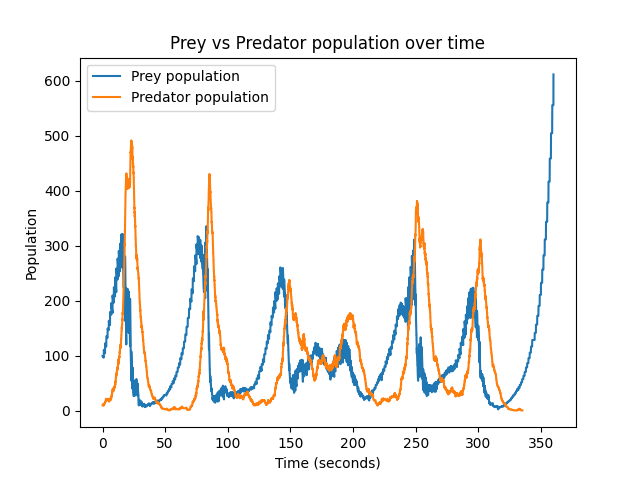 Prey vs Predator population over time
Prey population
Predator population
600
500
400
300
200
100
0
Population
0 50 100 150 200 250 300 350
Time (seconds)